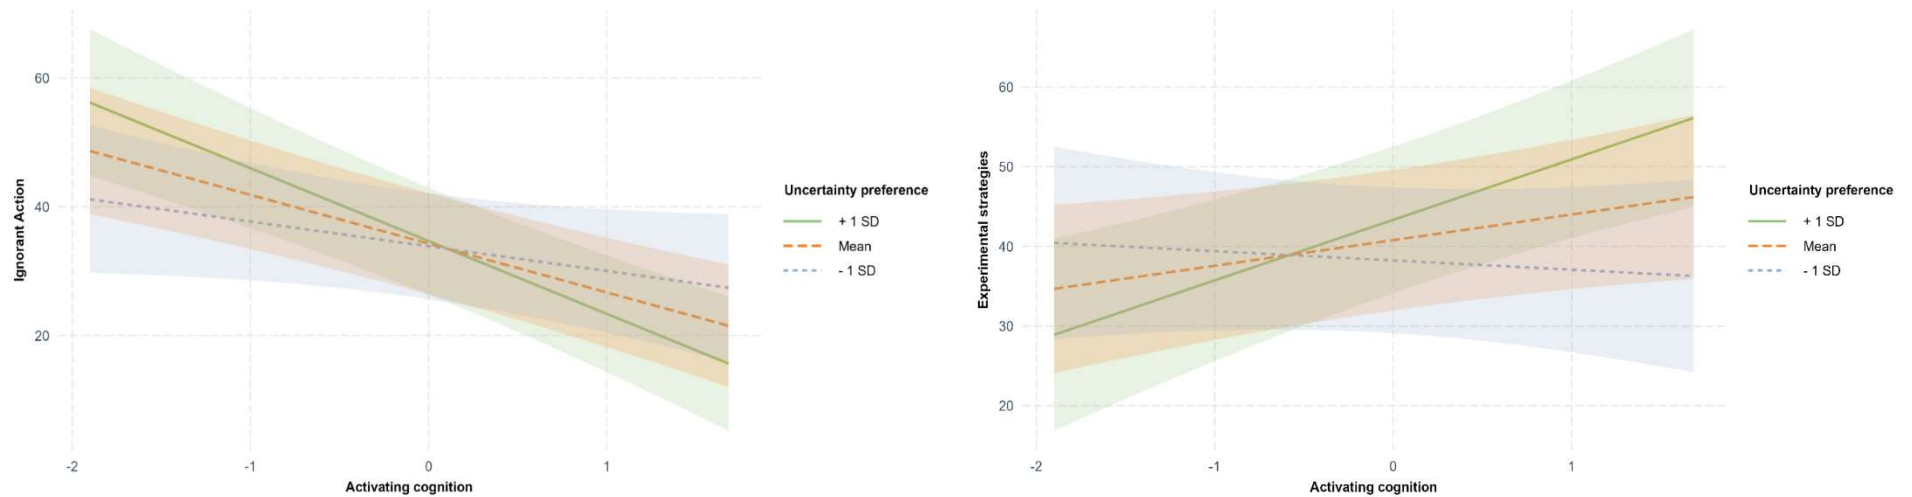 Ignorant Action
60
40
20
-2
-1
0
1
Activating cognition
Uncertainty preference
+ 1 SD
Mean
- 1 SD
Experimental strategies
60
50
40
30
20
-2
-1
0
1
Activating cognition
Uncertainty preference
+ 1 SD
Mean
- 1 SD